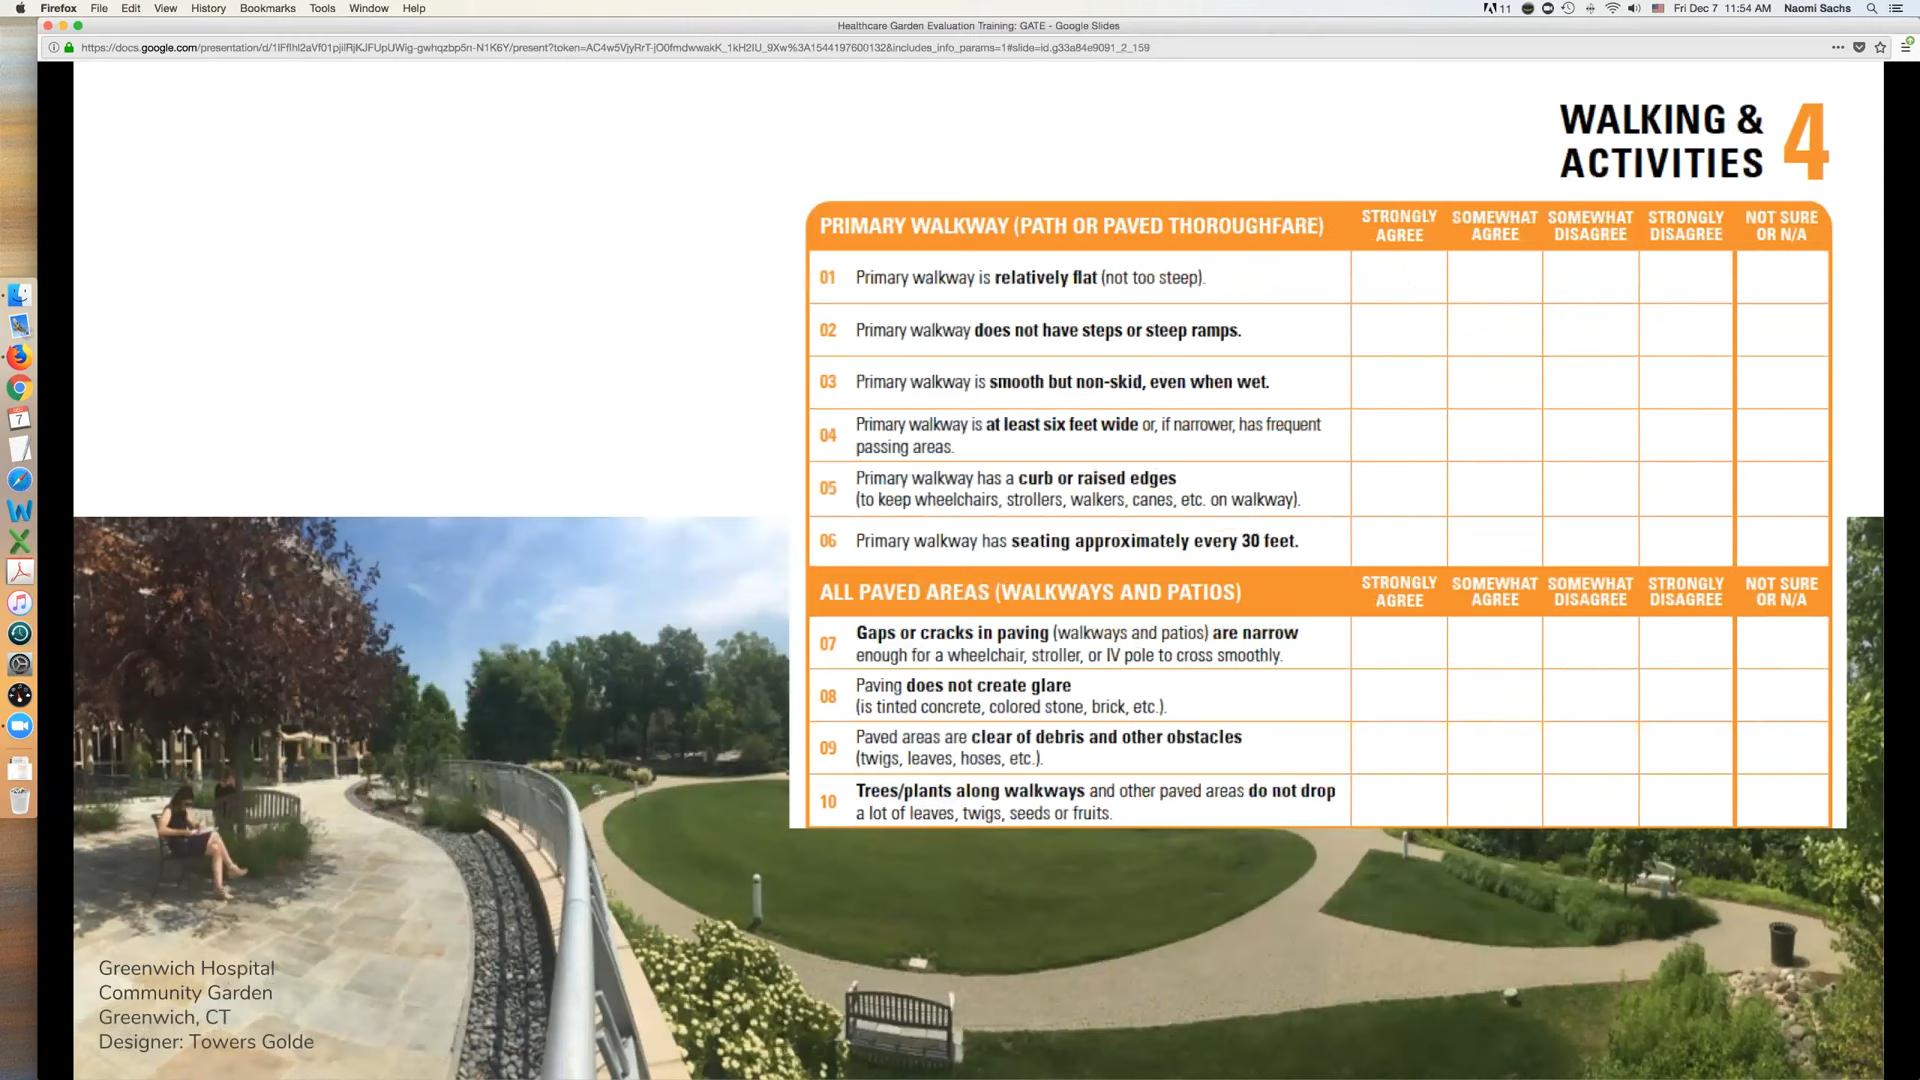 Firefox File Edit View History Bookmarks Tools Window Help
11 Fri Dec 7 11:54 AM Naomi Sachs
Healthcare Garden Evaluation Training: GATE - Google Slides
WALKING &
ACTIVITIES 4
PRIMARY WALKWAY (PATH OR PAVED THOROUGHFARE) STRONGLY AGREE SOMEWHAT AGREE SOMEWHAT DISAGREE STRONGLY DISAGREE NOT SURE OR N/A
01 Primary walkway is relatively flat (not too steep).
02 Primary walkway does not have steps or steep ramps.
03 Primary walkway is smooth but non-skid, even when wet.
04 Primary walkway is at least six feet wide or, if narrower, has frequent
passing areas.
05 Primary walkway has a curb or raised edges
(to keep wheelchairs, strollers, walkers, canes, etc. on walkway).
06 Primary walkway has seating approximately every 30 feet.
ALL PAVED AREAS (WALKWAYS AND PATIOS) STRONGLY AGREE SOMEWHAT AGREE SOMEWHAT DISAGREE STRONGLY DISAGREE NOT SURE OR N/A
07 Gaps or cracks in paving (walkways and patios) are narrow
enough for a wheelchair, stroller, or IV pole to cross smoothly.
08 Paving does not create glare
(is tinted concrete, colored stone, brick, etc.).
09 Paved areas are clear of debris and other obstacles
(twigs, leaves, hoses, etc.).
10 Trees/plants along walkways and other paved areas do not drop
a lot of leaves, twigs, seeds or fruits.
Greenwich Hospital
Community Garden
Greenwich, CT
Designer: Towers Golde
7